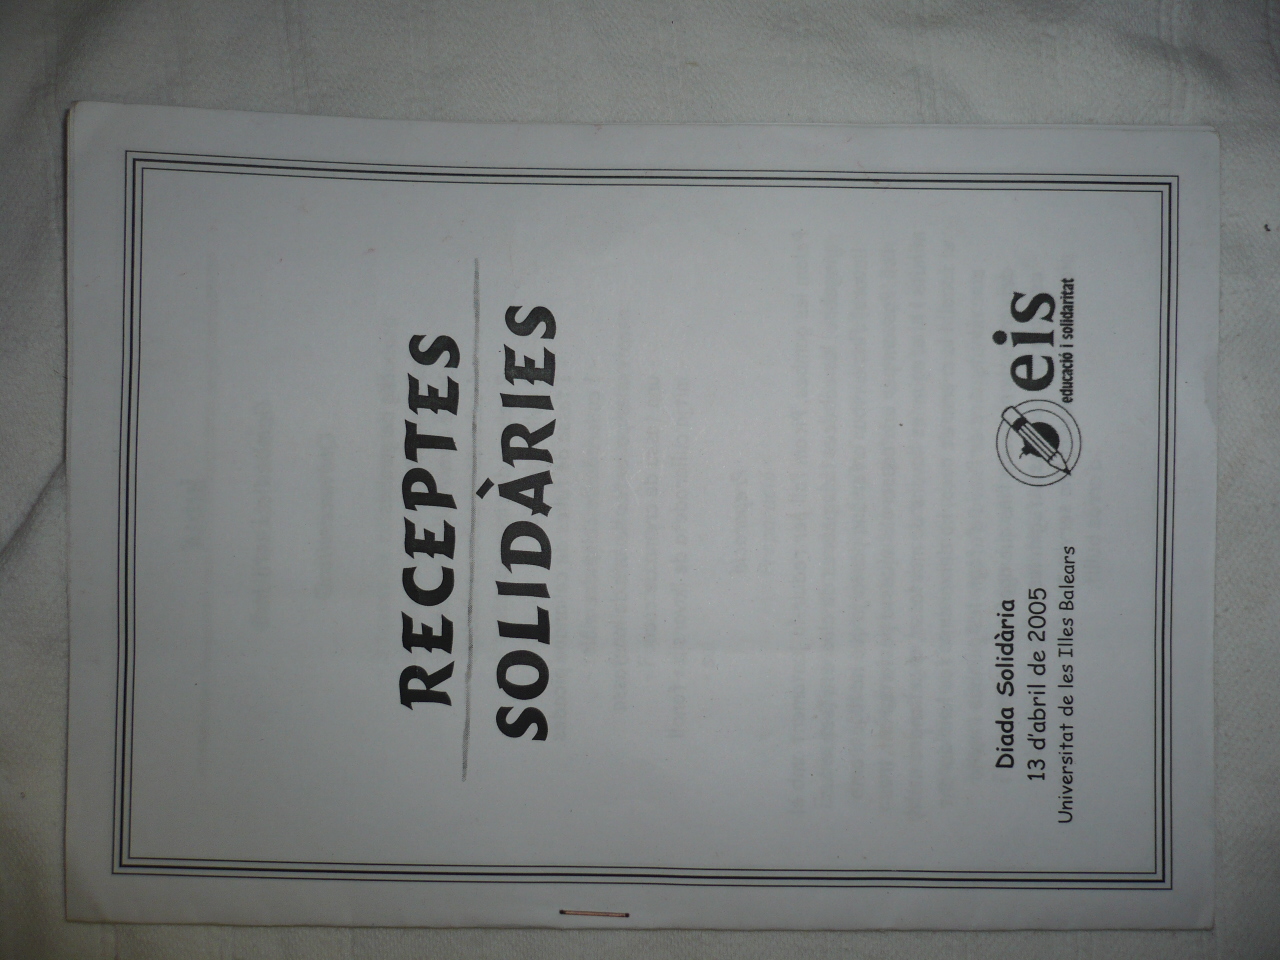 RECEPTES
SOLIDÀRIES
Diada Solidària
13 d'abril de 2005
Universitat de les Illes Balears
eis
educació i solidaritat